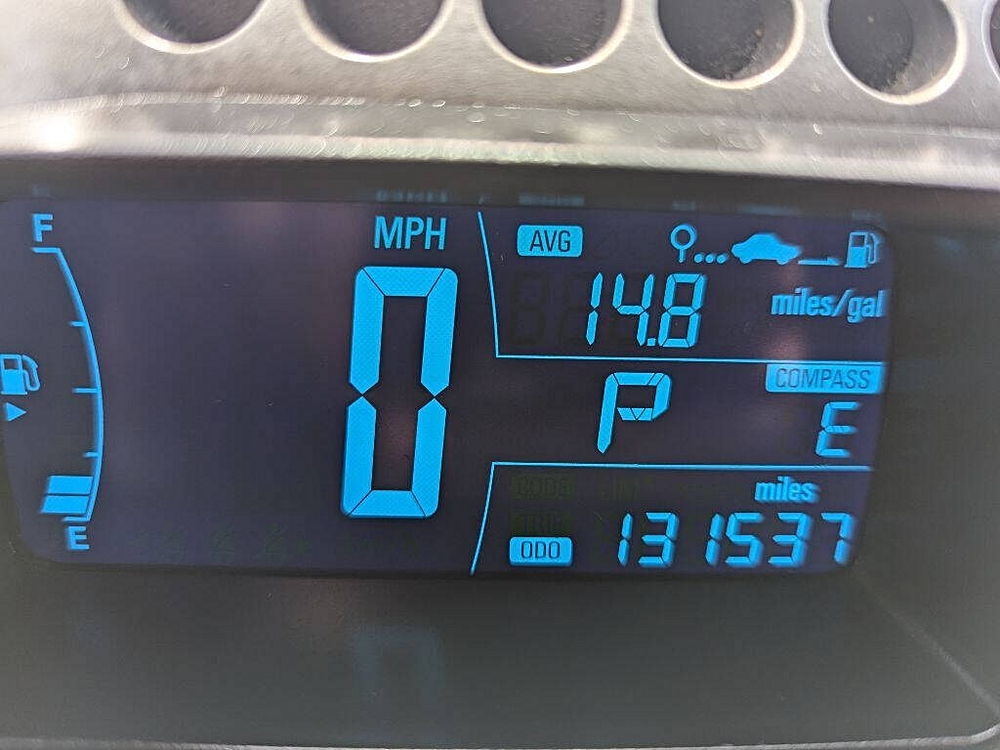 F
MPH
0
E
AVG
14.8 miles/gal
P
COMPASS
E
miles
ODO 131537